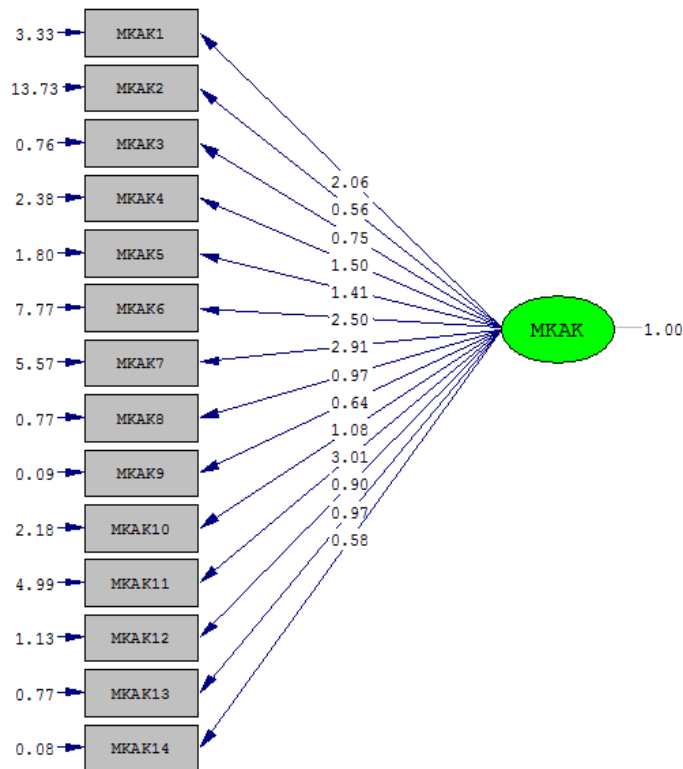 3.33 MKAK1
13.73 MKAK2
0.76 MKAK3
2.38 MKAK4
1.80 MKAK5
7.77 MKAK6
5.57 MKAK7
0.77 MKAK8
0.09 MKAK9
2.18 MKAK10
4.99 MKAK11
1.13 MKAK12
0.77 MKAK13
0.08 MKAK14
2.06
0.56
0.75
1.50
1.41
2.50
2.91
0.97
0.64
1.08
3.01
0.90
0.97
0.58
MKAK 1.00